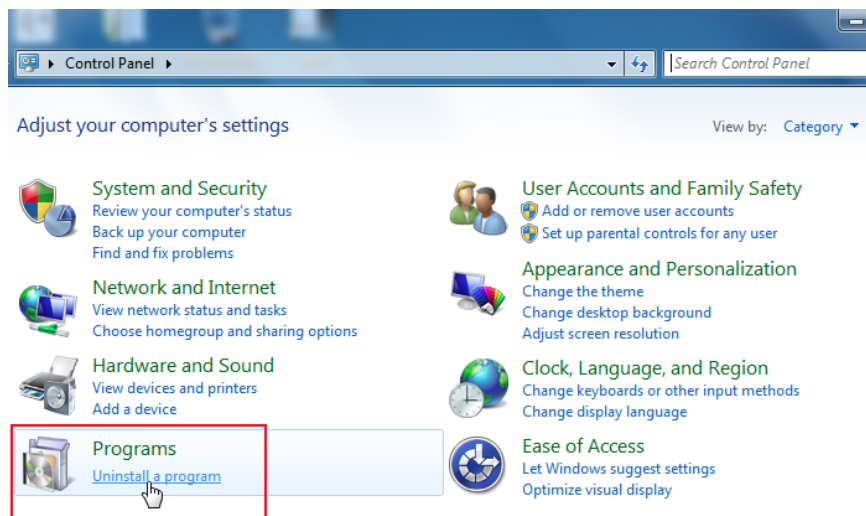 Control Panel
Search Control Panel
Adjust your computer's settings
View by: Category
System and Security
Review your computer's status
Back up your computer
Find and fix problems
Network and Internet
View network status and tasks
Choose homegroup and sharing options
Hardware and Sound
View devices and printers
Add a device
Programs
Uninstall a program
User Accounts and Family Safety
Add or remove user accounts
Set up parental controls for any user
Appearance and Personalization
Change the theme
Change desktop background
Adjust screen resolution
Clock, Language, and Region
Change keyboards or other input methods
Change display language
Ease of Access
Let Windows suggest settings
Optimize visual display